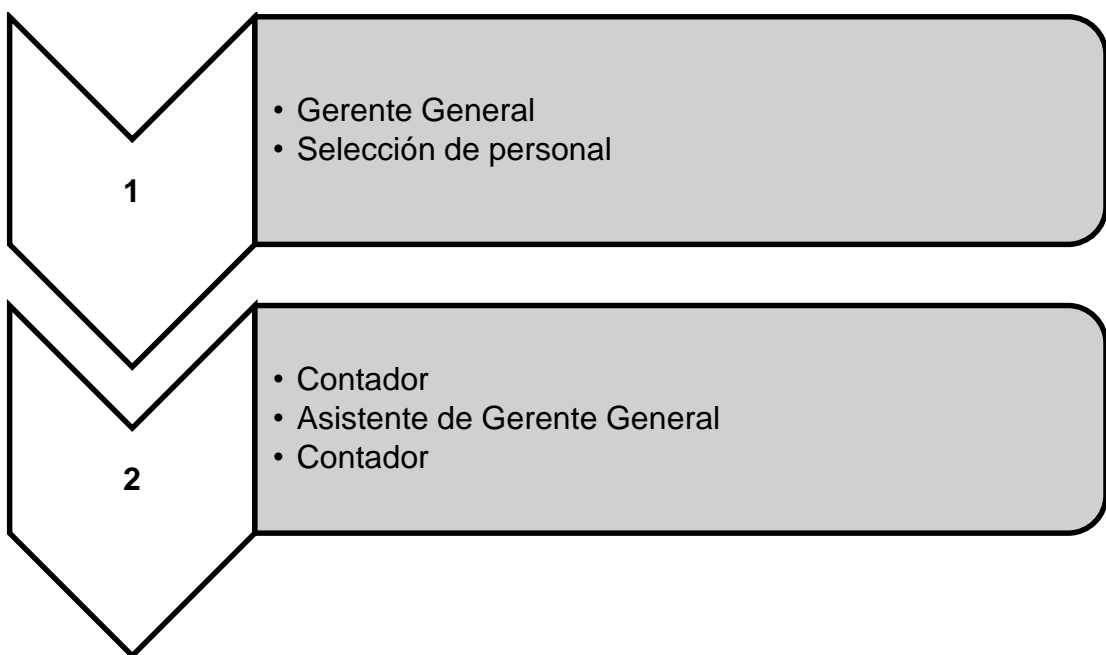 1
• Gerente General
• Selección de personal
2
• Contador
• Asistente de Gerente General
• Contador